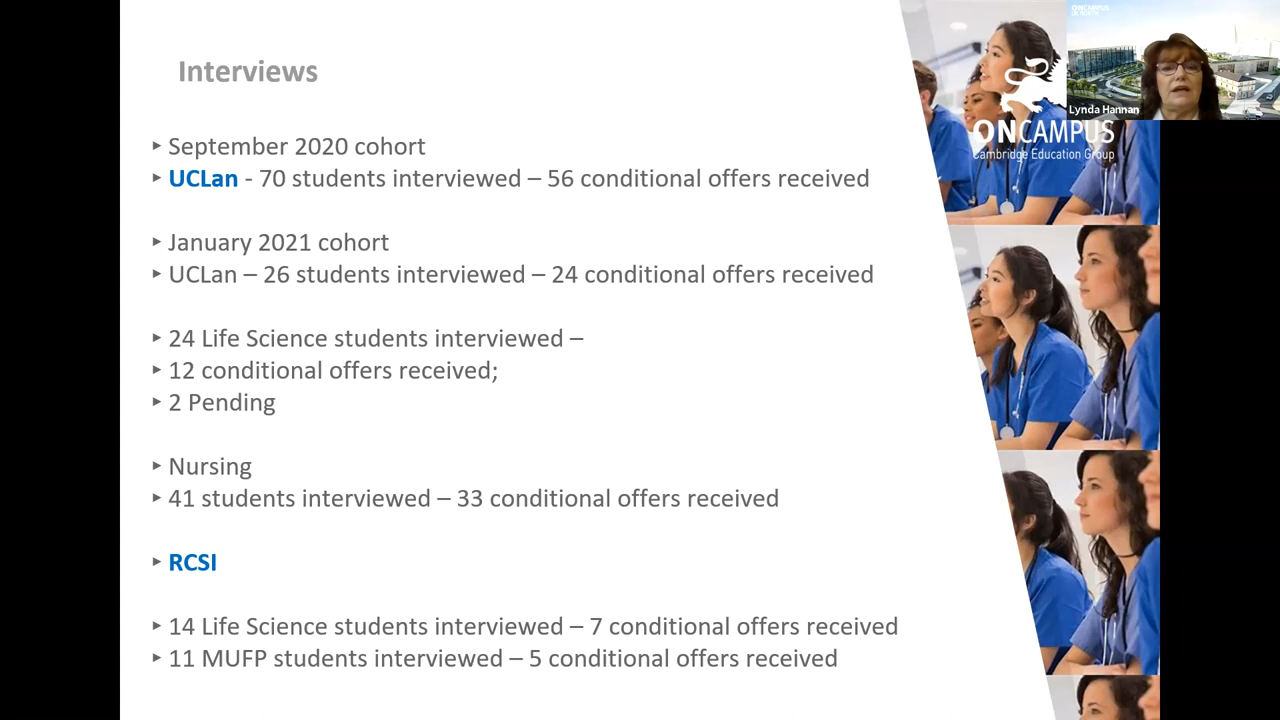 Interviews
‣ September 2020 cohort
‣ UCLan - 70 students interviewed – 56 conditional offers received
‣ January 2021 cohort
‣ UCLan – 26 students interviewed – 24 conditional offers received
‣ 24 Life Science students interviewed –
‣ 12 conditional offers received;
‣ 2 Pending
‣ Nursing
‣ 41 students interviewed – 33 conditional offers received
‣ RCSI
‣ 14 Life Science students interviewed – 7 conditional offers received
‣ 11 MUFP students interviewed – 5 conditional offers received
ONCAMPUS
Cambridge Education Group
ONCAMPUS
UK NORTH
Lynda Hannan